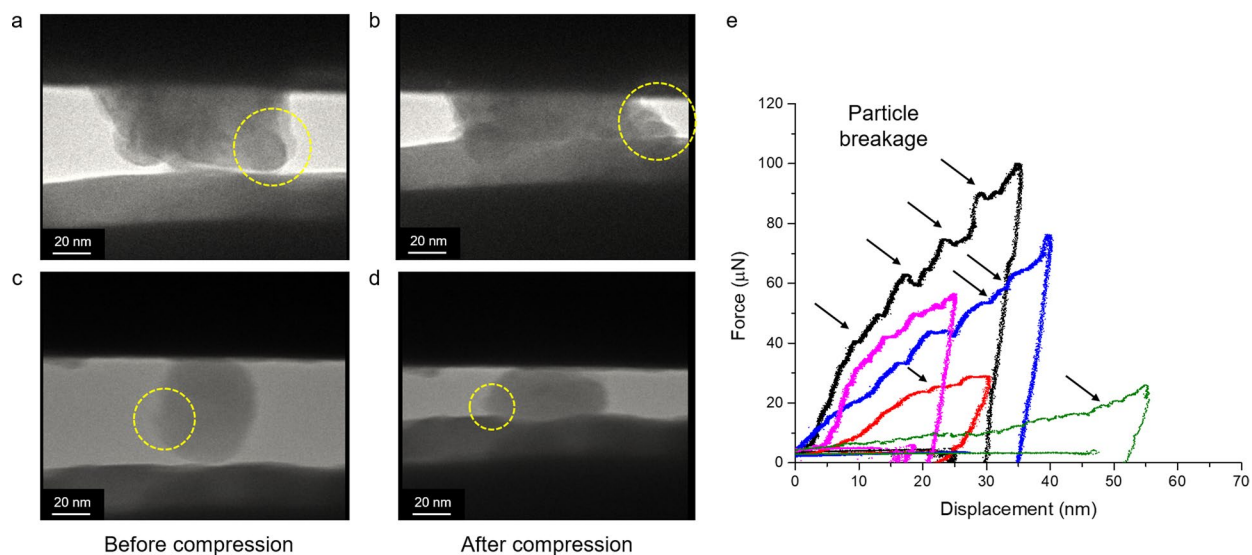 a
b
e
20 nm
20 nm
c
d
20 nm
20 nm
Before compression
After compression
Particle
breakage
120
100
80
60
40
20
0
Force (μN)
0 10 20 30 40 50 60 70
Displacement (nm)